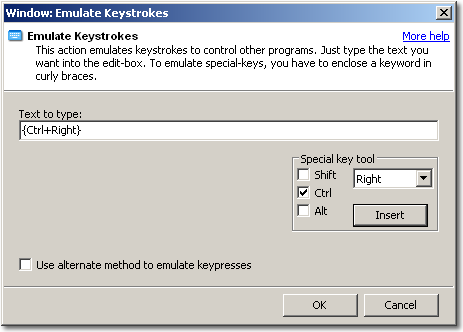 Window: Emulate Keystrokes
Emulate Keystrokes
More help
This action emulates keystrokes to control other programs. Just type the text you
want into the edit-box. To emulate special-keys, you have to enclose a keyword in
curly braces.
Text to type:
{Ctrl+Right}
Special key tool
Shift
Right
Ctrl
Alt
Insert
Use alternate method to emulate keypresses
OK
Cancel